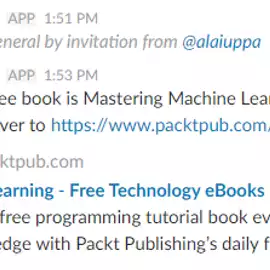 APP 1:51 PM
eneral by invitation from @alaiuppa
APP 1:53 PM
ee book is Mastering Machine Lear
ver to https://www.packtpub.com/
cktpub.com
earning - Free Technology eBooks
free programming tutorial book ev
edge with Packt Publishing's daily f